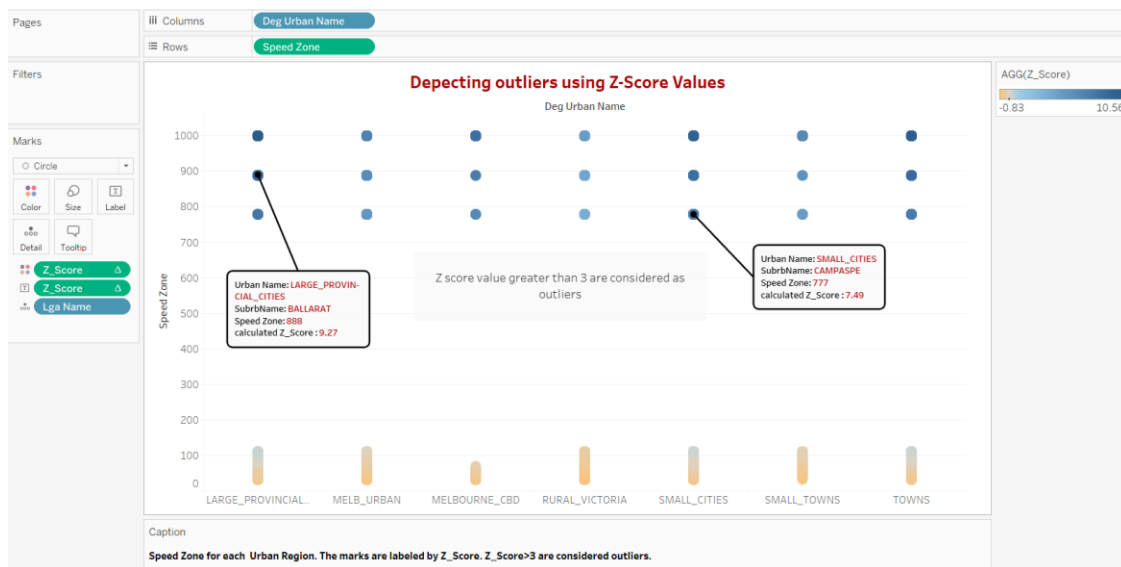 Pages
Columns
Deg Urban Name
Rows
Speed Zone
Filters
Marks
Circle
Color
Size
Label
Detail
Tooltip
Z_Score
Z_Score
Lga Name
Depecting outliers using Z-Score Values
Deg Urban Name
Speed Zone
1000
900
800
700
600
500
400
300
200
100
0
Urban Name: LARGE_PROVIN-
CIAL_CITIES
SubrbName: BALLARAT
Speed Zone: 888
calculated Z_Score : 9.27
Z score value greater than 3 are considered as
outliers
Urban Name: SMALL_CITIES
SubrbName: CAMPASPE
Speed Zone: 777
calculated Z_Score : 7.49
LARGE_PROVINCIAL..
MELB_URBAN
MELBOURNE_CBD
RURAL_VICTORIA
SMALL_CITIES
SMALL_TOWNS
TOWNS
AGG(Z_Score)
-0.83
10.56
Caption
Speed Zone for each Urban Region. The marks are labeled by Z_Score. Z_Score>3 are considered outliers.